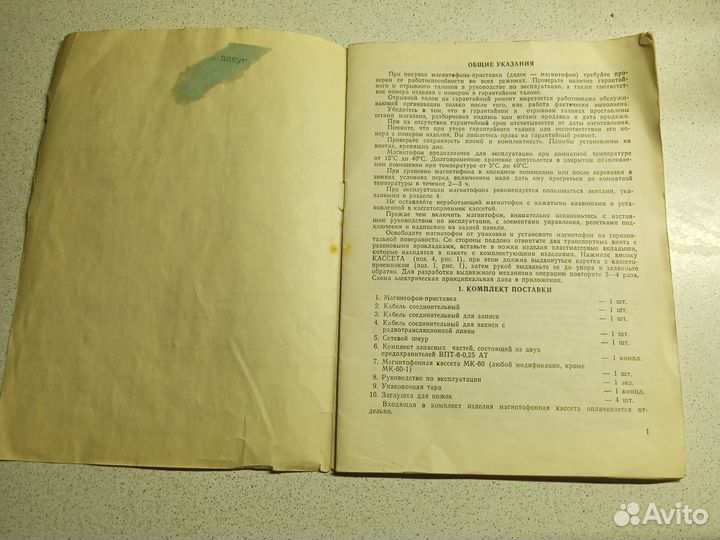 покуп
ОБЩИЕ УКАЗАНИЯ
При покупке магнитофона-приставки (далее — магнитофон) требуйте про-
верки ее работоспособности во всех режимах. Проверьте наличие гарантийно-
го и отрывного талонов в руководстве по эксплуатации, а также соответст-
вие номера изделия с номером в гарантийном талоне.
Отрывной талон на гарантийный ремонт вырезается работниками обслужи-
вающей организации только после того, как работа фактически выполнена.
Убедитесь в том, что в гарантийном и отрывном талонах проставлены
штамп магазина, разборчивая подпись или штамп продавца и дата продажи.
При их отсутствии гарантийный срок отсчитывается от даты изготовления.
Помните, что при утере гарантийного талона или несоответствии его но-
мера с номером изделия, Вы лишаетесь права на гарантийный ремонт.
Проверьте сохранность пломб и комплектность. Пломбы установлены на
винтах, крепящих дно.
Магнитофон предназначен для эксплуатации при комнатной температуре
от 15°С до 40°С. Долговременное хранение допускается в закрытом отаплива-
емом помещении при температуре от 5°С до 40°С.
При хранении магнитофона в холодном помещении или после перевозки в
зимних условиях перед включением надо дать ему прогреться до комнатной
температуры в течение 2—3 ч.
При эксплуатации магнитофона рекомендуется пользоваться лентами, ука-
занными в разделе 4.
Не оставляйте неработающий магнитофон с нажатыми клавишами и уста-
новленной в кассетоприемник кассетой.
Прежде чем включить магнитофон, внимательно ознакомьтесь с настоя-
щим руководством по эксплуатации, с элементами управления, розетками под-
ключения и надписями на задней панели.
Освободите магнитофон от упаковки и установите магнитофон на горизон-
тальной поверхности. Со стороны поддона отвинтите два транспортных винта с
резиновыми прокладками, вставьте в ножки изделия пластмассовые вкладыши,
которые находятся в пакете с комплектующими изделиями. Нажмите кнопку
КАССЕТА (поз. 4, рис. 1), при этом должна выдвинуться каретка с кассето-
приемником (поз. 1, рис. 1), затем рукой выдвиньте ее до упора и задвиньте
обратно. Для разработки выдвижного механизма операцию повторите 3—4 раза.
Схема электрическая принципиальная дана в приложении.
1. КОМПЛЕКТ ПОСТАВКИ
1. Магнитофон-приставка — 1 шт.
2. Кабель соединительный — 1 шт.
3. Кабель соединительный для записи — 1 шт.
4. Кабель соединительный для записи с
радиотрансляционной линии — 1 шт.
5. Сетевой шнур — 1 шт.
6. Комплект запасных частей, состоящий из двух
предохранителей ВПТ-6-0,25 АТ — 1 компл.
7. Магнитофонная кассета МК-60 (любой модификации, кроме
МК-60-1) — 1 шт.
8. Руководство по эксплуатации — 1 экз.
9. Упаковочная тара — 1 компл.
10. Заглушка для ножек — 4 шт.
Входящая в комплект изделия магнитофонная кассета оплачивается от-
дельно.
1
Avito